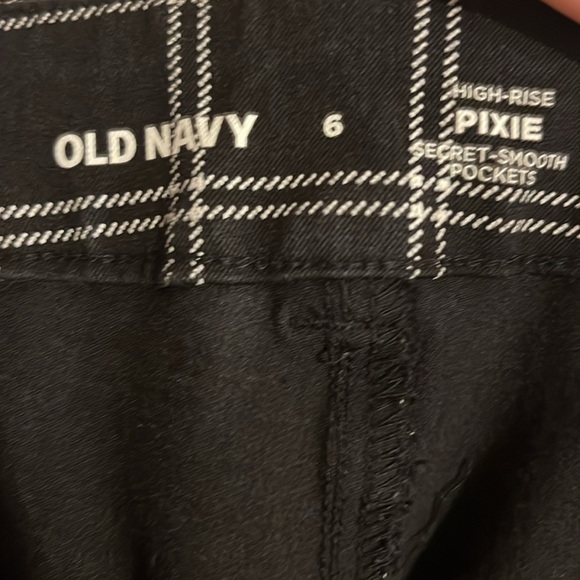 OLD NAVY
6
HIGH-RISE
PIXIE
SECRET-SMOOTH
POCKETS